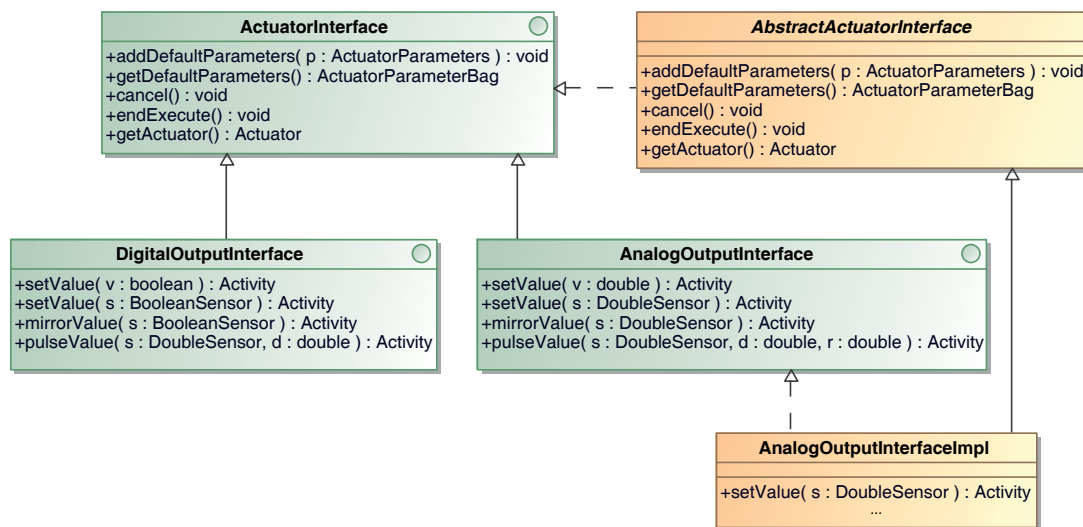 ActuatorInterface
+addDefaultParameters( p : ActuatorParameters ) : void
+getDefaultParameters() : ActuatorParameterBag
+cancel() : void
+endExecute() : void
+getActuator() : Actuator
AbstractActuatorInterface
+addDefaultParameters( p : ActuatorParameters ) : void
+getDefaultParameters() : ActuatorParameterBag
+cancel() : void
+endExecute() : void
+getActuator() : Actuator
DigitalOutputInterface
+setValue( v : boolean ) : Activity
+setValue( s : BooleanSensor ) : Activity
+mirrorValue( s : BooleanSensor ) : Activity
+pulseValue( s : DoubleSensor, d : double ) : Activity
AnalogOutputInterface
+setValue( v : double ) : Activity
+setValue( s : DoubleSensor ) : Activity
+mirrorValue( s : DoubleSensor ) : Activity
+pulseValue( s : DoubleSensor, d : double, r : double ) : Activity
AnalogOutputInterfaceImpl
+setValue( s : DoubleSensor ) : Activity
...